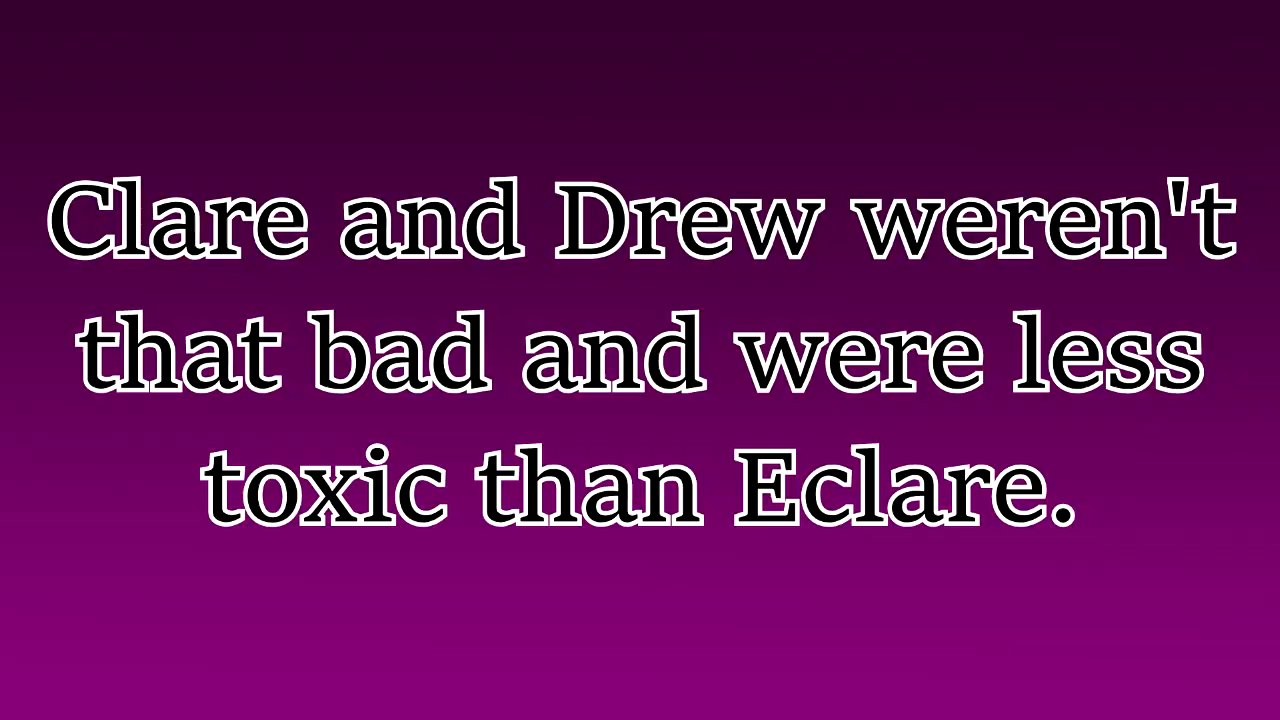 Clare and Drew weren't
that bad and were less
toxic than Eclare.